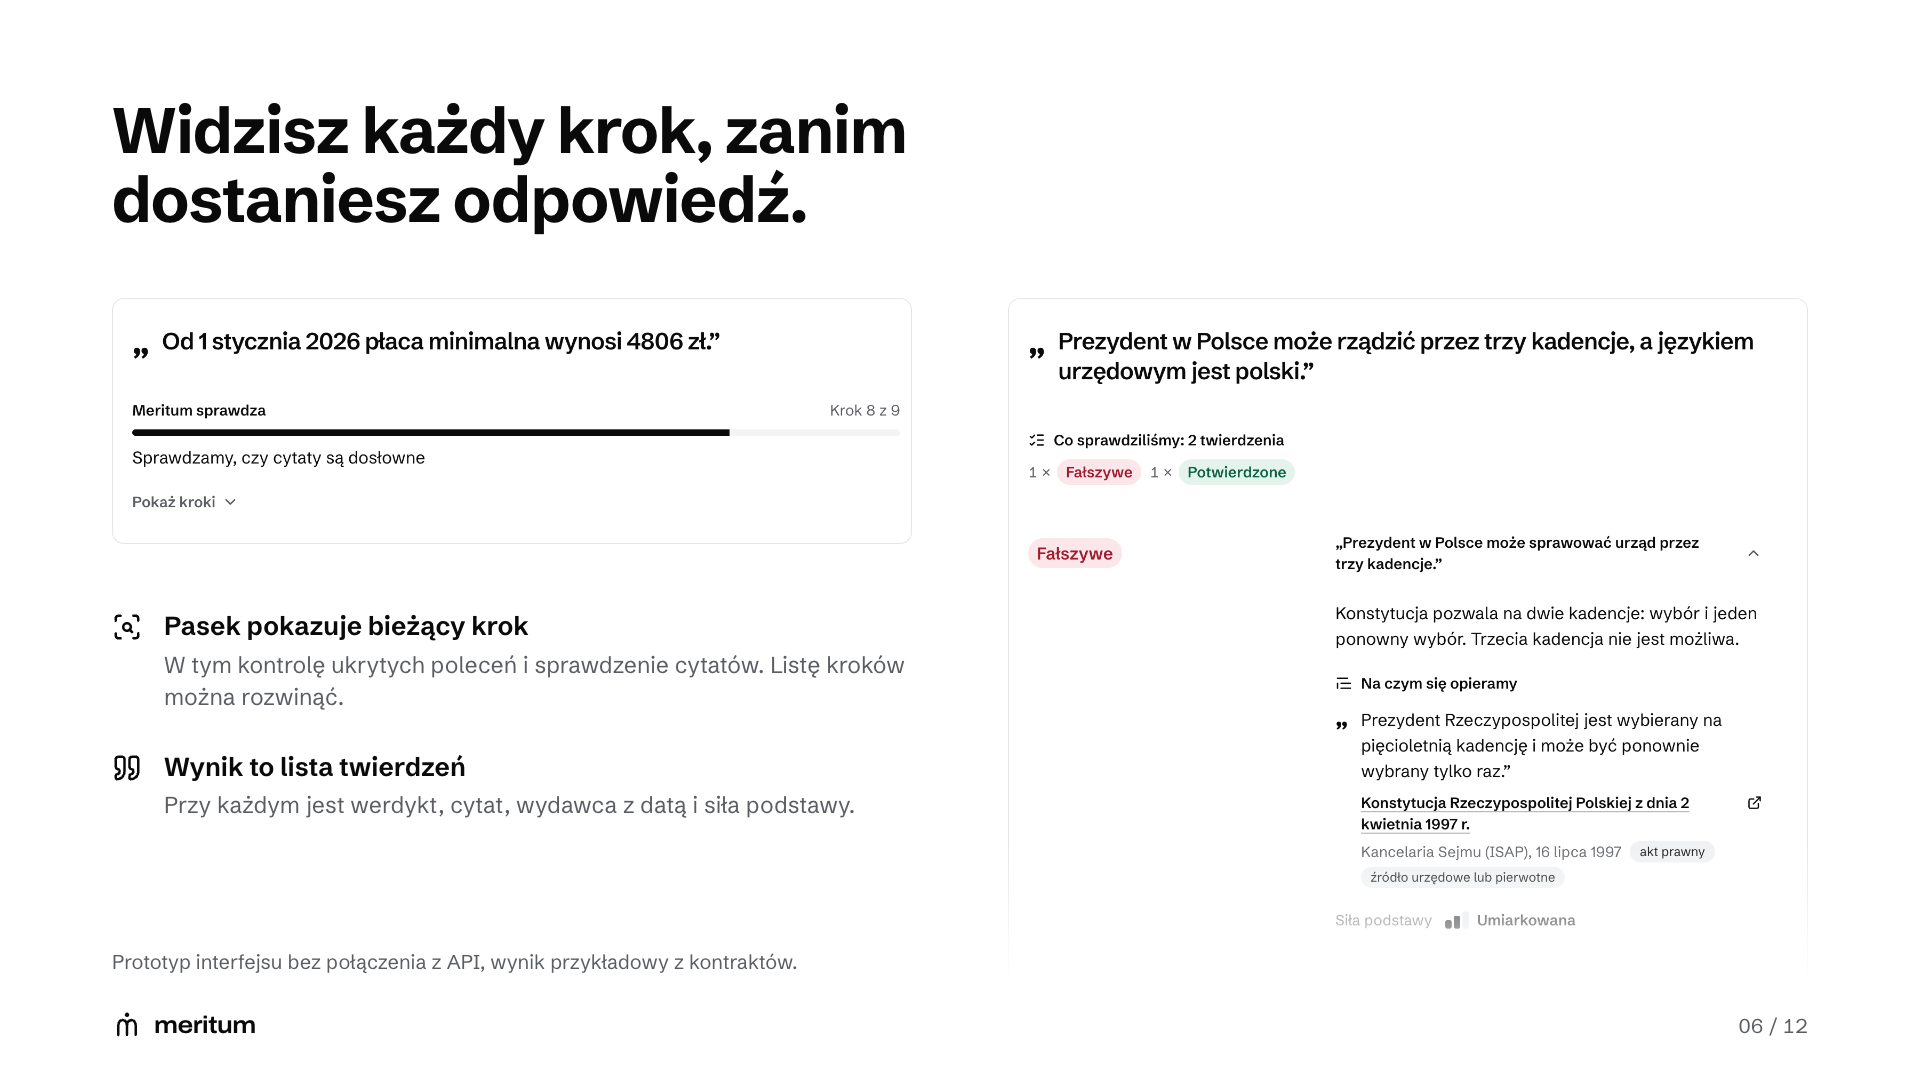 Widzisz każdy krok, zanim
dostaniesz odpowiedź.
„ Od 1 stycznia 2026 płaca minimalna wynosi 4806 zł.”
Meritum sprawdza
Krok 8 z 9
Sprawdzamy, czy cytaty są dosłowne
Pokaż kroki
Pasek pokazuje bieżący krok
W tym kontrolę ukrytych poleceń i sprawdzenie cytatów. Listę kroków
można rozwinąć.
Wynik to lista twierdzeń
Przy każdym jest werdykt, cytat, wydawca z datą i siła podstawy.
Prototyp interfejsu bez połączenia z API, wynik przykładowy z kontraktów.
„ Prezydent w Polsce może rządzić przez trzy kadencje, a językiem
urzędowym jest polski.”
Co sprawdziliśmy: 2 twierdzenia
1 × Fałszywe 1 × Potwierdzone
Fałszywe
„Prezydent w Polsce może sprawować urząd przez
trzy kadencje.”
Konstytucja pozwala na dwie kadencje: wybór i jeden
ponowny wybór. Trzecia kadencja nie jest możliwa.
Na czym się opieramy
„ Prezydent Rzeczypospolitej jest wybierany na
pięcioletnią kadencję i może być ponownie
wybrany tylko raz.”
Konstytucja Rzeczypospolitej Polskiej z dnia 2
kwietnia 1997 r.
Kancelaria Sejmu (ISAP), 16 lipca 1997 akt prawny
źródło urzędowe lub pierwotne
Siła podstawy Umiarkowana
meritum
06 / 12